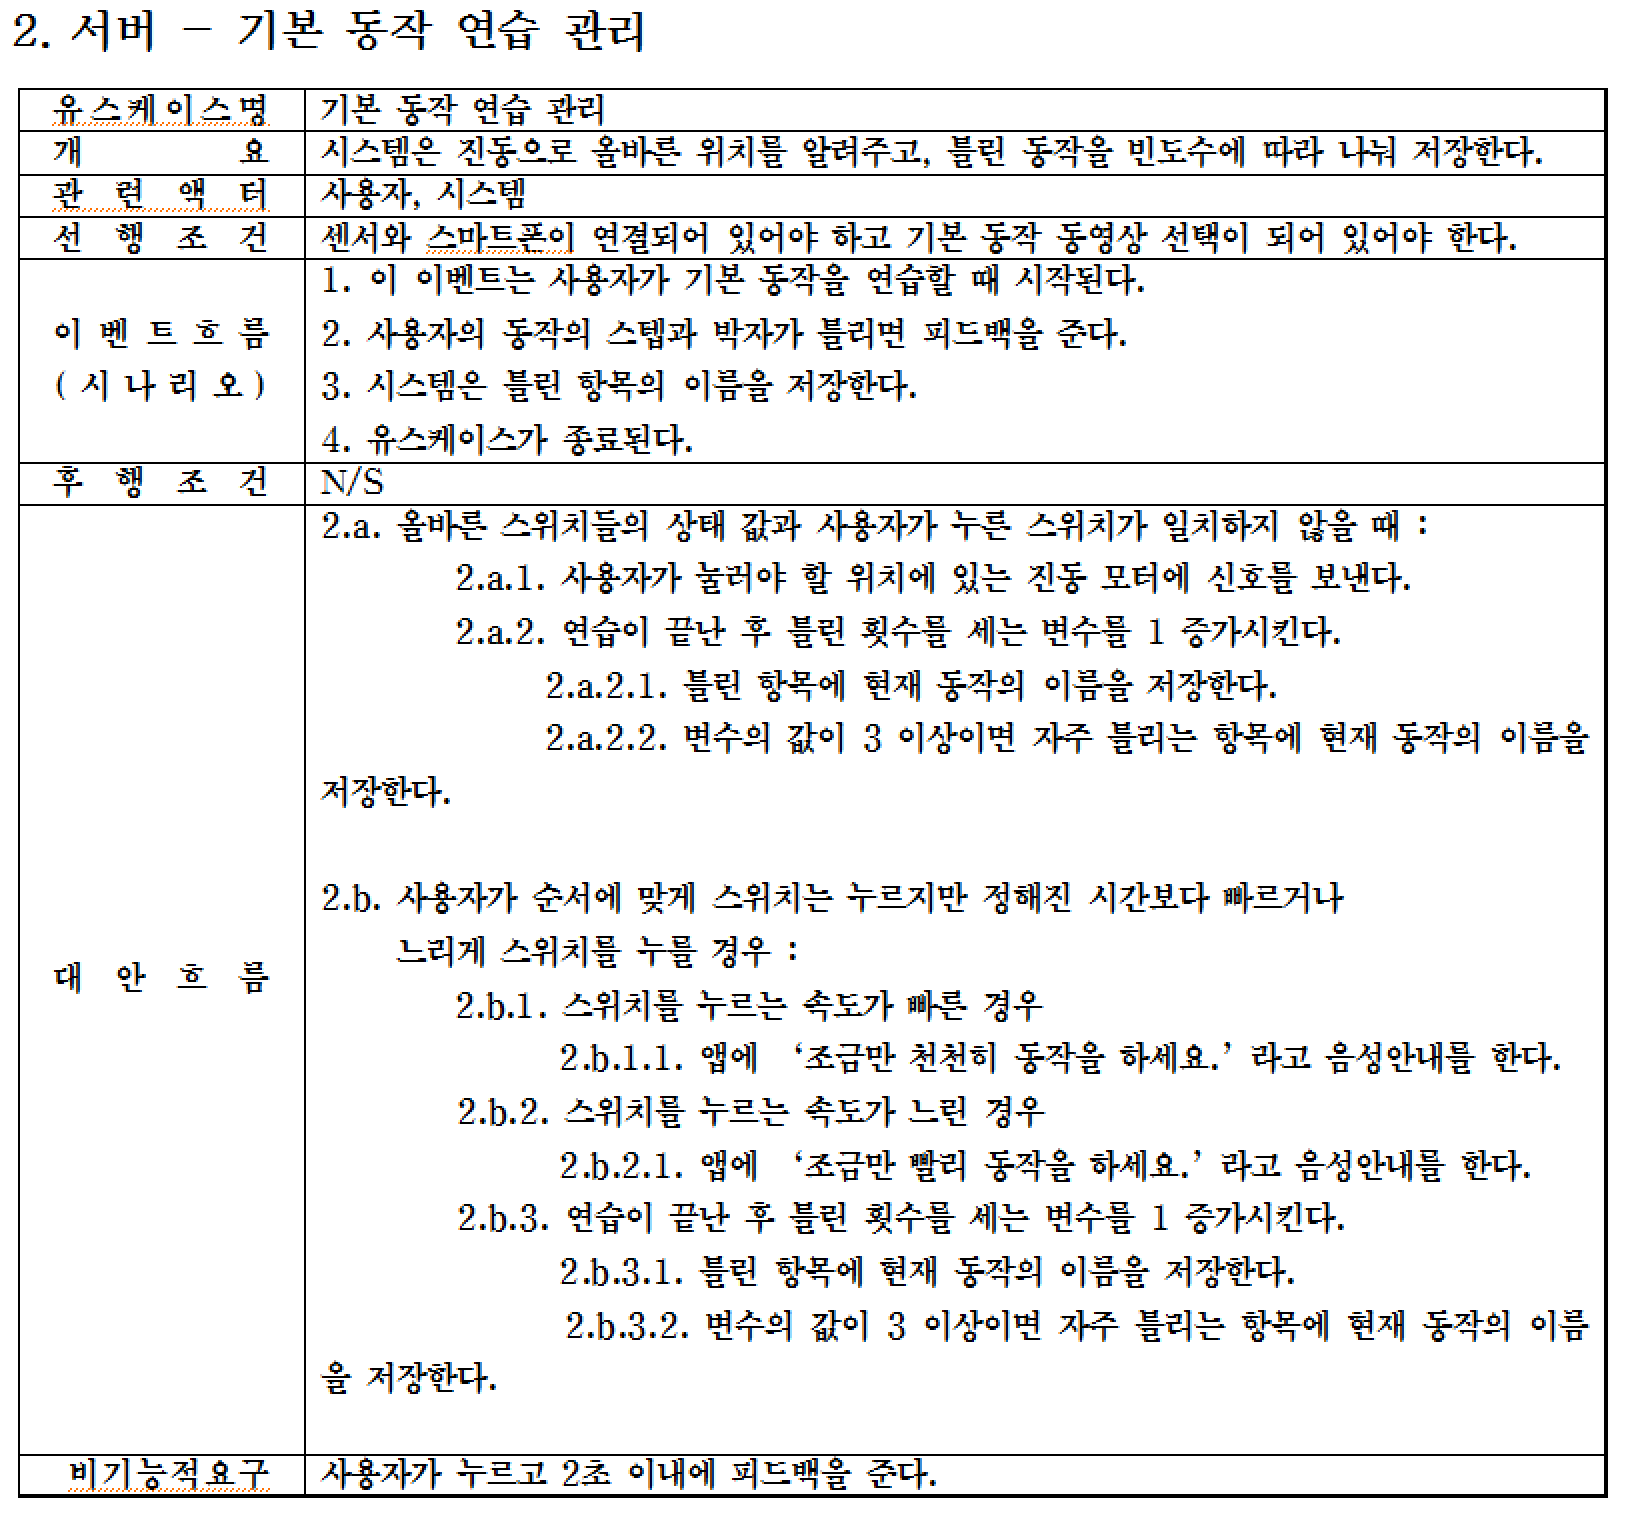 2. 서버 – 기본 동작 연습 관리
유스케이스명 기본 동작 연습 관리
개 요 시스템은 진동으로 올바른 위치를 알려주고, 틀린 동작을 빈도수에 따라 나눠 저장한다.
관 련 액 터 사용자, 시스템
선 행 조 건 센서와 스마트폰이 연결되어 있어야 하고 기본 동작 동영상 선택이 되어 있어야 한다.
이 벤 트 흐 름
( 시 나 리 오 )
1. 이 이벤트는 사용자가 기본 동작을 연습할 때 시작된다.
2. 사용자의 동작의 스텝과 박자가 틀리면 피드백을 준다.
3. 시스템은 틀린 항목의 이름을 저장한다.
4. 유스케이스가 종료된다.
후 행 조 건 N/S
대 안 흐 름
2.a. 올바른 스위치들의 상태 값과 사용자가 누른 스위치가 일치하지 않을 때 :
2.a.1. 사용자가 눌러야 할 위치에 있는 진동 모터에 신호를 보낸다.
2.a.2. 연습이 끝난 후 틀린 횟수를 세는 변수를 1 증가시킨다.
2.a.2.1. 틀린 항목에 현재 동작의 이름을 저장한다.
2.a.2.2. 변수의 값이 3 이상이면 자주 틀리는 항목에 현재 동작의 이름을
저장한다.
2.b. 사용자가 순서에 맞게 스위치는 누르지만 정해진 시간보다 빠르거나
느리게 스위치를 누를 경우 :
2.b.1. 스위치를 누르는 속도가 빠른 경우
2.b.1.1. 앱에 ‘조금만 천천히 동작을 하세요.’ 라고 음성안내를 한다.
2.b.2. 스위치를 누르는 속도가 느린 경우
2.b.2.1. 앱에 ‘조금만 빨리 동작을 하세요.’ 라고 음성안내를 한다.
2.b.3. 연습이 끝난 후 틀린 횟수를 세는 변수를 1 증가시킨다.
2.b.3.1. 틀린 항목에 현재 동작의 이름을 저장한다.
2.b.3.2. 변수의 값이 3 이상이면 자주 틀리는 항목에 현재 동작의 이름
을 저장한다.
비기능적요구 사용자가 누르고 2초 이내에 피드백을 준다.